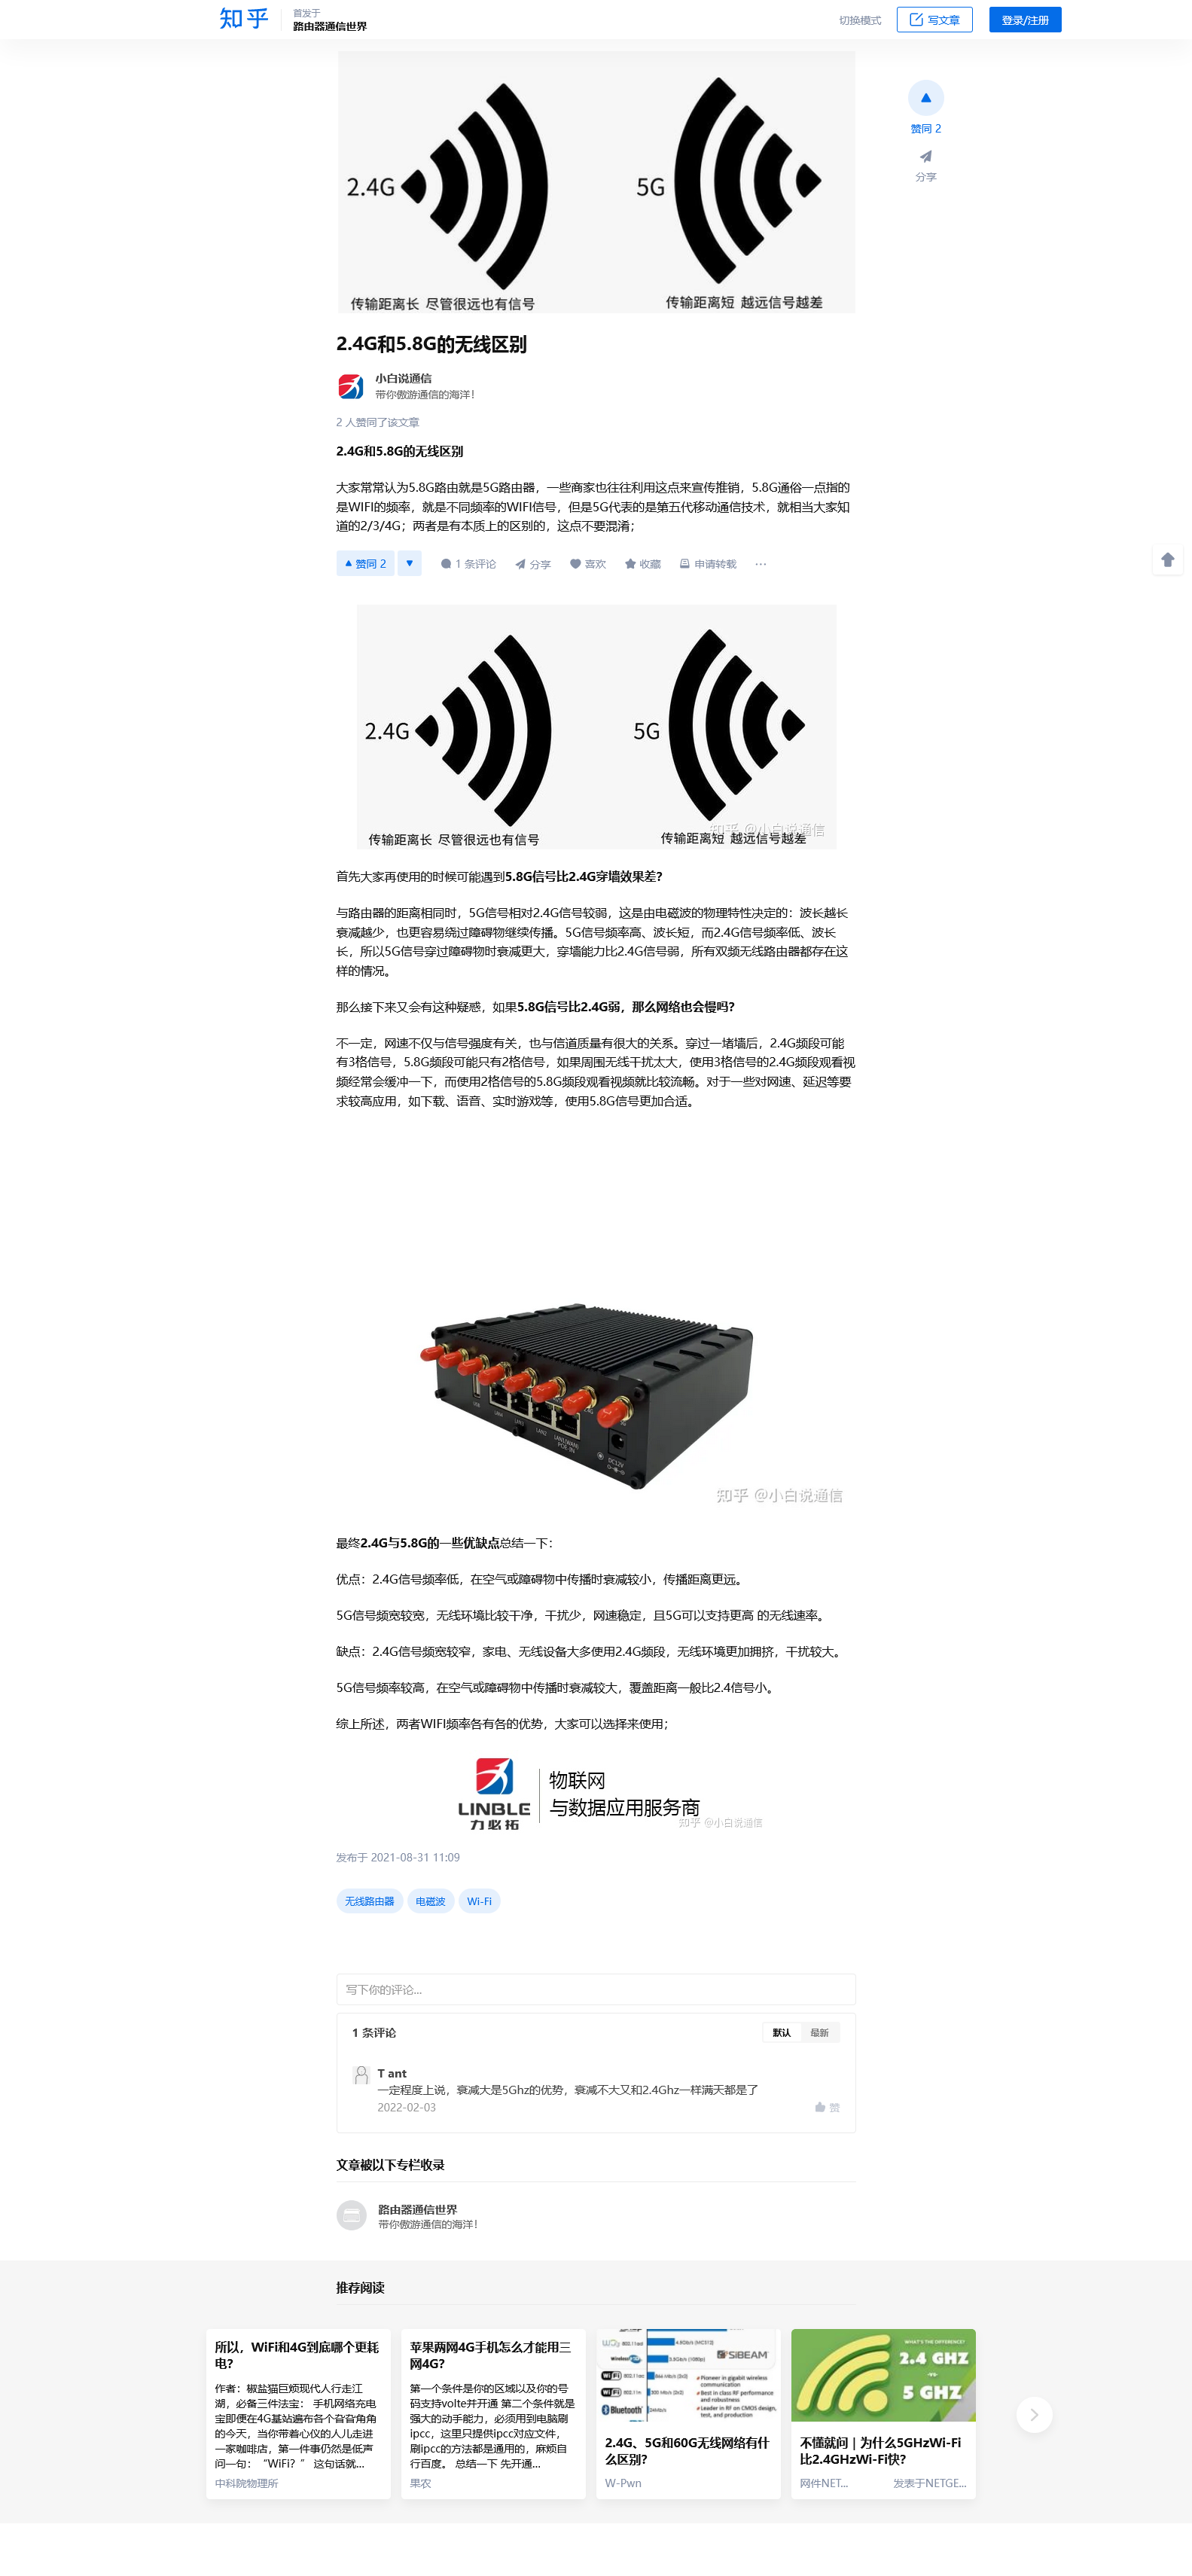 知乎
首发于
路由器通信世界
切换模式
写文章
登录/注册
2.4G
5G
传输距离长 尽管很远也有信号
传输距离短 越远信号越差
赞同 2
分享
2.4G和5.8G的无线区别
小白说通信
带你傲游通信的海洋！
2 人赞同了该文章
2.4G和5.8G的无线区别
大家常常认为5.8G路由就是5G路由器，一些商家也往往利用这点来宣传推销，5.8G通俗一点指的
是WIFI的频率，就是不同频率的WIFI信号，但是5G代表的是第五代移动通信技术，就相当大家知
道的2/3/4G；两者是有本质上的区别的，这点不要混淆；
赞同 2
1 条评论
分享
喜欢
收藏
申请转载
···
2.4G
5G
传输距离长 尽管很远也有信号
传输距离短 越远信号越差
知乎 @小白说通信
首先大家再使用的时候可能遇到5.8G信号比2.4G穿墙效果差?
与路由器的距离相同时，5G信号相对2.4G信号较弱，这是由电磁波的物理特性决定的：波长越长
衰减越少，也更容易绕过障碍物继续传播。5G信号频率高、波长短，而2.4G信号频率低、波长
长，所以5G信号穿过障碍物时衰减更大，穿墙能力比2.4G信号弱，所有双频无线路由器都存在这
样的情况。
那么接下来又会有这种疑惑，如果5.8G信号比2.4G弱，那么网络也会慢吗?
不一定，网速不仅与信号强度有关，也与信道质量有很大的关系。穿过一堵墙后，2.4G频段可能
有3格信号，5.8G频段可能只有2格信号，如果周围无线干扰太大，使用3格信号的2.4G频段观看视
频经常会缓冲一下，而使用2格信号的5.8G频段观看视频就比较流畅。对于一些对网速、延迟等要
求较高应用，如下载、语音、实时游戏等，使用5.8G信号更加合适。
USB
LAN4
LAN3
LAN2
LAN1/WAN
POE IN
DC12V
知乎 @小白说通信
最终2.4G与5.8G的一些优缺点总结一下：
优点：2.4G信号频率低，在空气或障碍物中传播时衰减较小，传播距离更远。
5G信号频宽较宽，无线环境比较干净，干扰少，网速稳定，且5G可以支持更高 的无线速率。
缺点：2.4G信号频宽较窄，家电、无线设备大多使用2.4G频段，无线环境更加拥挤，干扰较大。
5G信号频率较高，在空气或障碍物中传播时衰减较大，覆盖距离一般比2.4信号小。
综上所述，两者WIFI频率各有各的优势，大家可以选择来使用；
LINBLE
力必拓
物联网
与数据应用服务商
知乎 @小白说通信
发布于 2021-08-31 11:09
无线路由器
电磁波
Wi-Fi
写下你的评论...
1 条评论
默认
最新
T ant
一定程度上说，衰减大是5Ghz的优势，衰减不大又和2.4Ghz一样满天都是了
2022-02-03
赞
文章被以下专栏收录
路由器通信世界
带你傲游通信的海洋！
推荐阅读
所以，WiFi和4G到底哪个更耗
电？
作者：椒盐猫巨烦现代人行走江
湖，必备三件法宝： 手机网络充电
宝即便在4G基站遍布各个旮旮角角
的今天，当你带着心仪的人儿走进
一家咖啡店，第一件事仍然是低声
问一句：“WiFi？” 这句话就…
中科院物理所
苹果两网4G手机怎么才能用三
网4G？
第一个条件是你的区域以及你的号
码支持volte并开通 第二个条件就是
强大的动手能力，必须用到电脑刷
ipcc，这里只提供ipcc对应文件，
刷ipcc的方法都是通用的，麻烦自
行百度。 总结一下 先开通…
果农
SiBEAM
Pioneer in gigabit wireless
communication
Best in class RF performance
and robustness
Leader in RF on CMOS design,
test, and production
Bluetooth
2.4G、5G和60G无线网络有什
么区别?
W-Pwn
WHAT'S THE DIFFERENCE?
2.4 GHZ
5 GHZ
不懂就问 | 为什么5GHzWi-Fi
比2.4GHzWi-Fi快?
网件NET...
发表于NETGE...